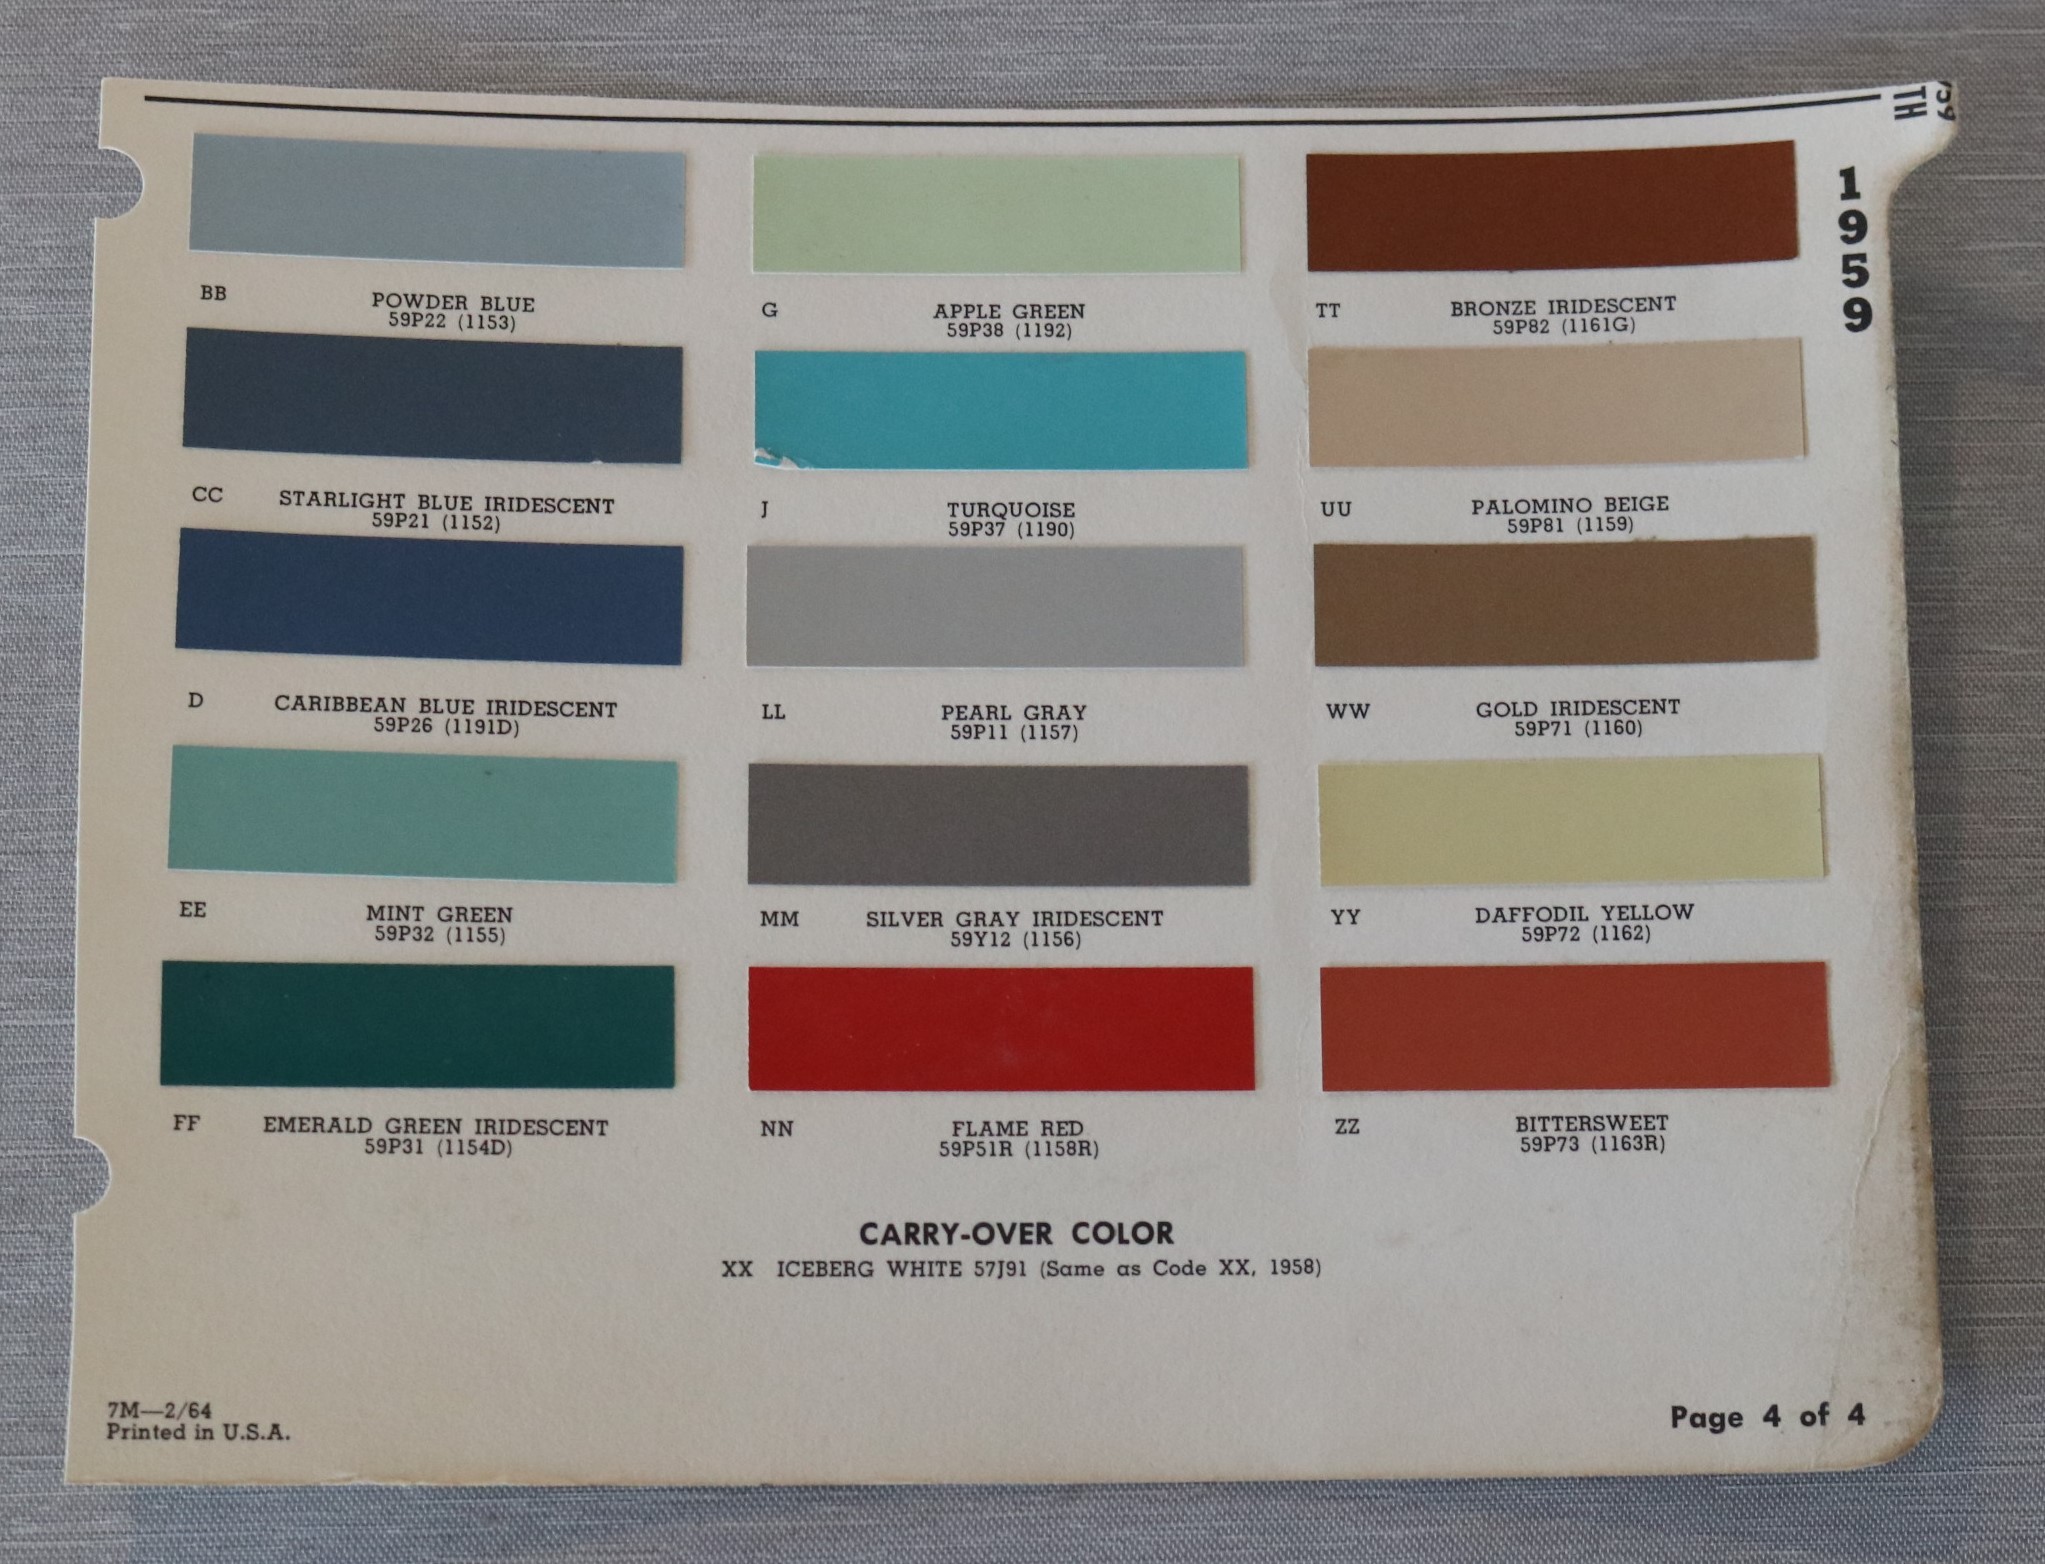 TH
1959
BB POWDER BLUE
59P22 (1153)
G APPLE GREEN
59P38 (1192)
TT BRONZE IRIDESCENT
59P82 (1161G)
CC STARLIGHT BLUE IRIDESCENT
59P21 (1152)
J TURQUOISE
59P37 (1190)
UU PALOMINO BEIGE
59P81 (1159)
D CARIBBEAN BLUE IRIDESCENT
59P26 (1191D)
LL PEARL GRAY
59P11 (1157)
WW GOLD IRIDESCENT
59P71 (1160)
EE MINT GREEN
59P32 (1155)
MM SILVER GRAY IRIDESCENT
59Y12 (1156)
YY DAFFODIL YELLOW
59P72 (1162)
FF EMERALD GREEN IRIDESCENT
59P31 (1154D)
NN FLAME RED
59P51R (1158R)
ZZ BITTERSWEET
59P73 (1163R)
CARRY-OVER COLOR
XX ICEBERG WHITE 57J91 (Same as Code XX, 1958)
7M—2/64
Printed in U.S.A.
Page 4 of 4